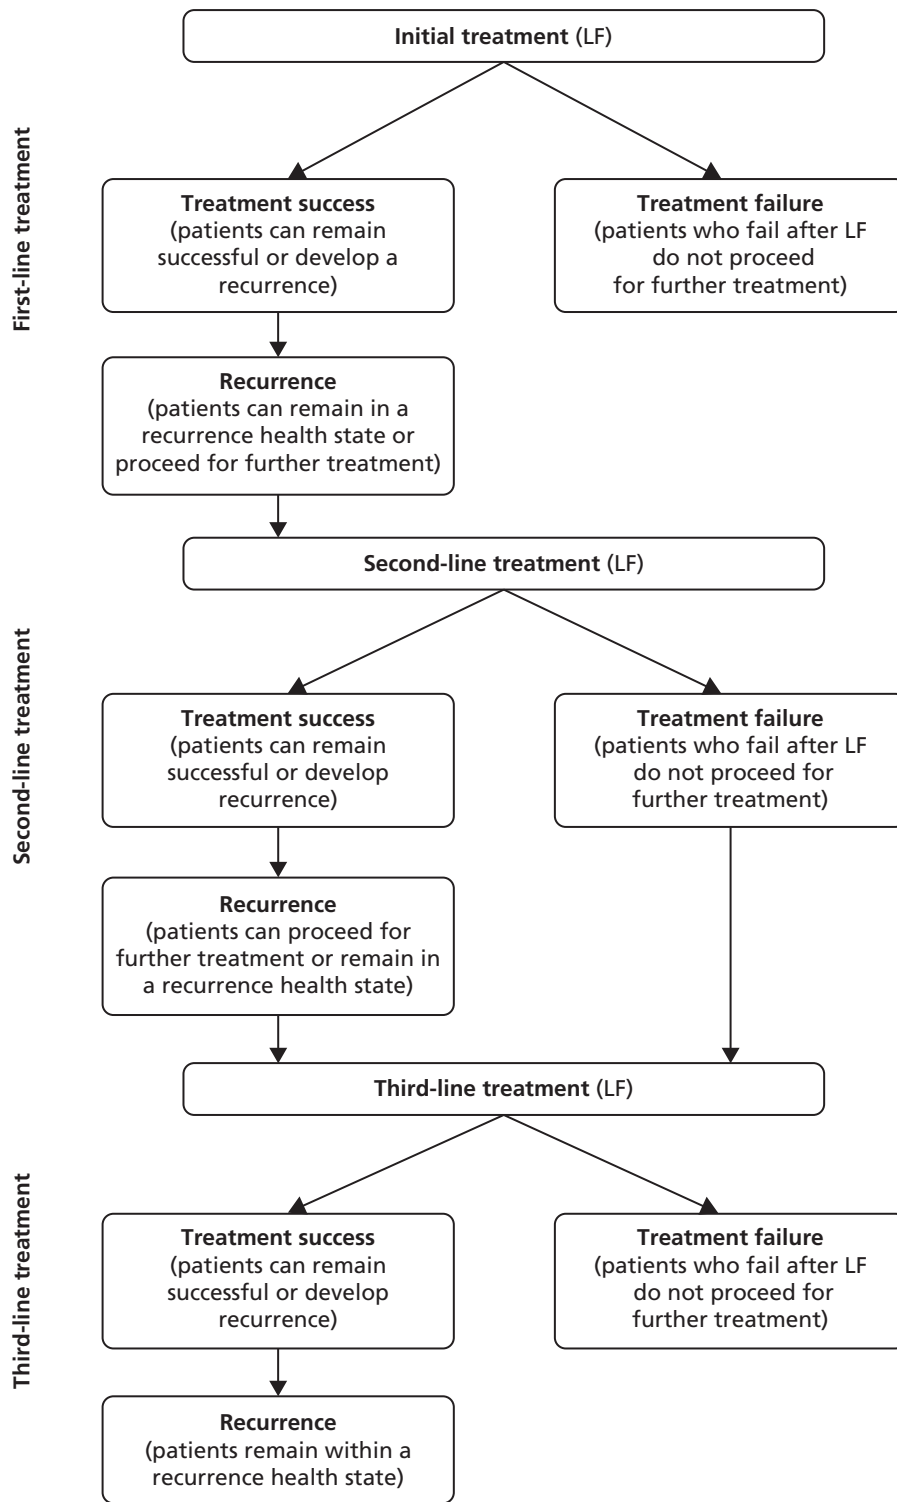 Initial treatment (LF)
First-line treatment
Treatment success
(patients can remain
successful or develop a
recurrence)
Treatment failure
(patients who fail after LF
do not proceed
for further treatment)
Recurrence
(patients can remain in a
recurrence health state or
proceed for further treatment)
Second-line treatment (LF)
Second-line treatment
Treatment success
(patients can remain
successful or develop
recurrence)
Treatment failure
(patients who fail after LF
do not proceed for
further treatment)
Recurrence
(patients can proceed for
further treatment or remain in
a recurrence health state)
Third-line treatment (LF)
Third-line treatment
Treatment success
(patients can remain
successful or develop
recurrence)
Treatment failure
(patients who fail after LF
do not proceed for
further treatment)
Recurrence
(patients remain within a
recurrence health state)